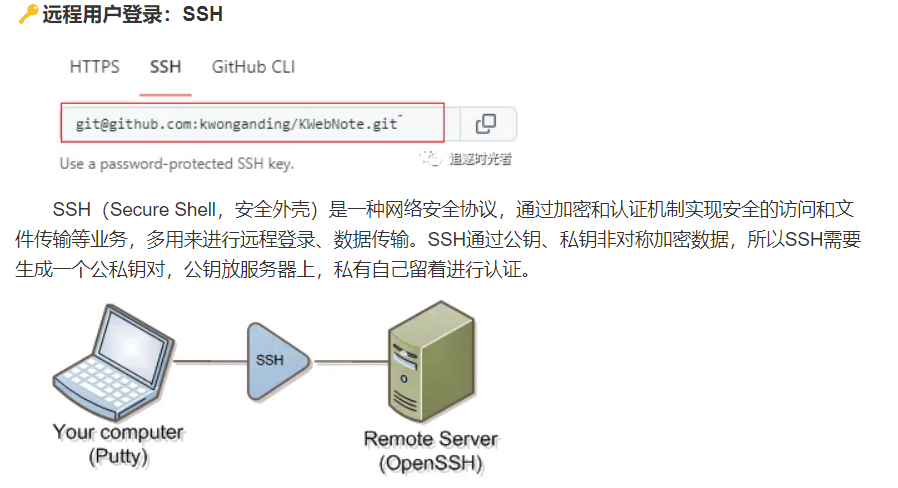 🔑远程用户登录：SSH
HTTPS SSH GitHub CLI
git@github.com:kwonganding/KWebNote.git
Use a password-protected SSH key.
追逐时光者
SSH（Secure Shell，安全外壳）是一种网络安全协议，通过加密和认证机制实现安全的访问和文
件传输等业务，多用来进行远程登录、数据传输。SSH通过公钥、私钥非对称加密数据，所以SSH需要
生成一个公私钥对，公钥放服务器上，私有自己留着进行认证。
SSH
Your computer
(Putty)
Remote Server
(OpenSSH)